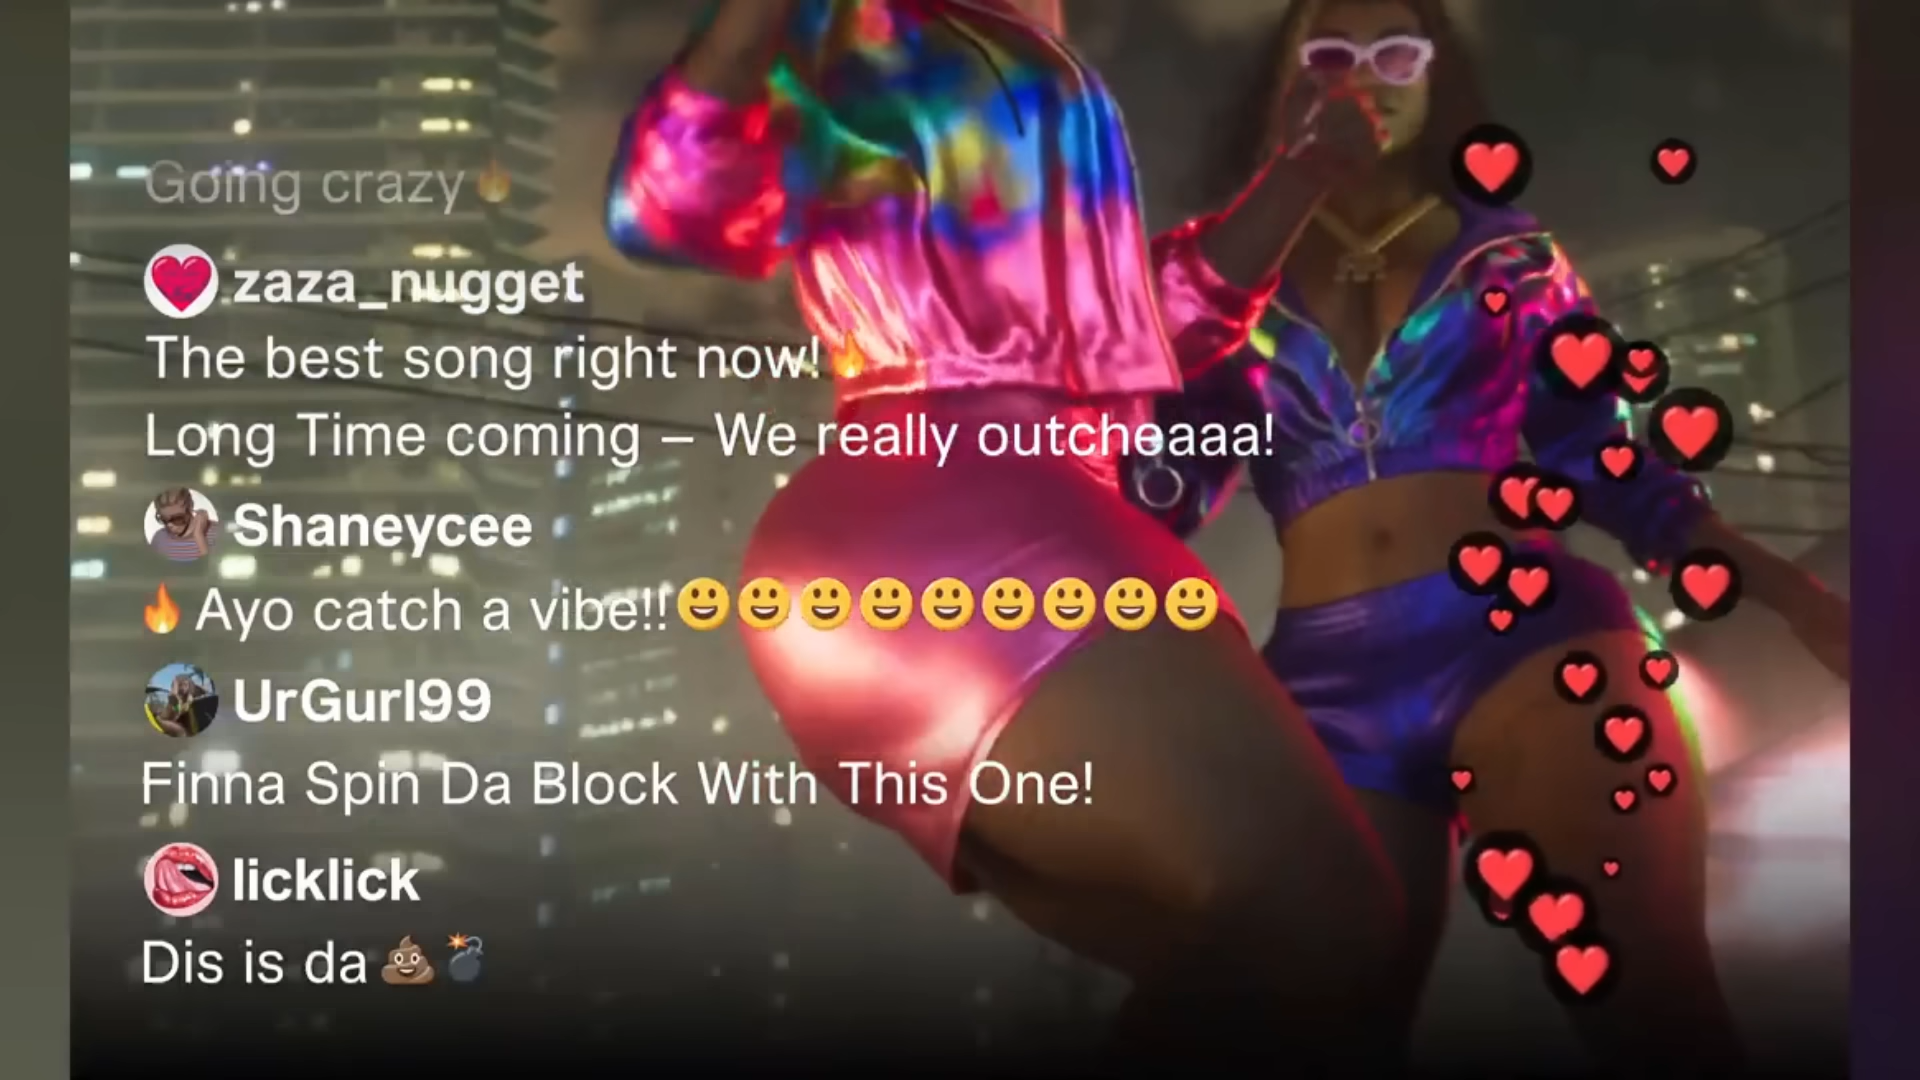 Going crazy🔥
zaza_nugget
The best song right now!🔥
Long Time coming – We really outcheaaa!
Shaneycee
🔥Ayo catch a vibe!!😀😀😀😀😀😀😀😀😀
UrGurl99
Finna Spin Da Block With This One!
licklick
Dis is da💩💣